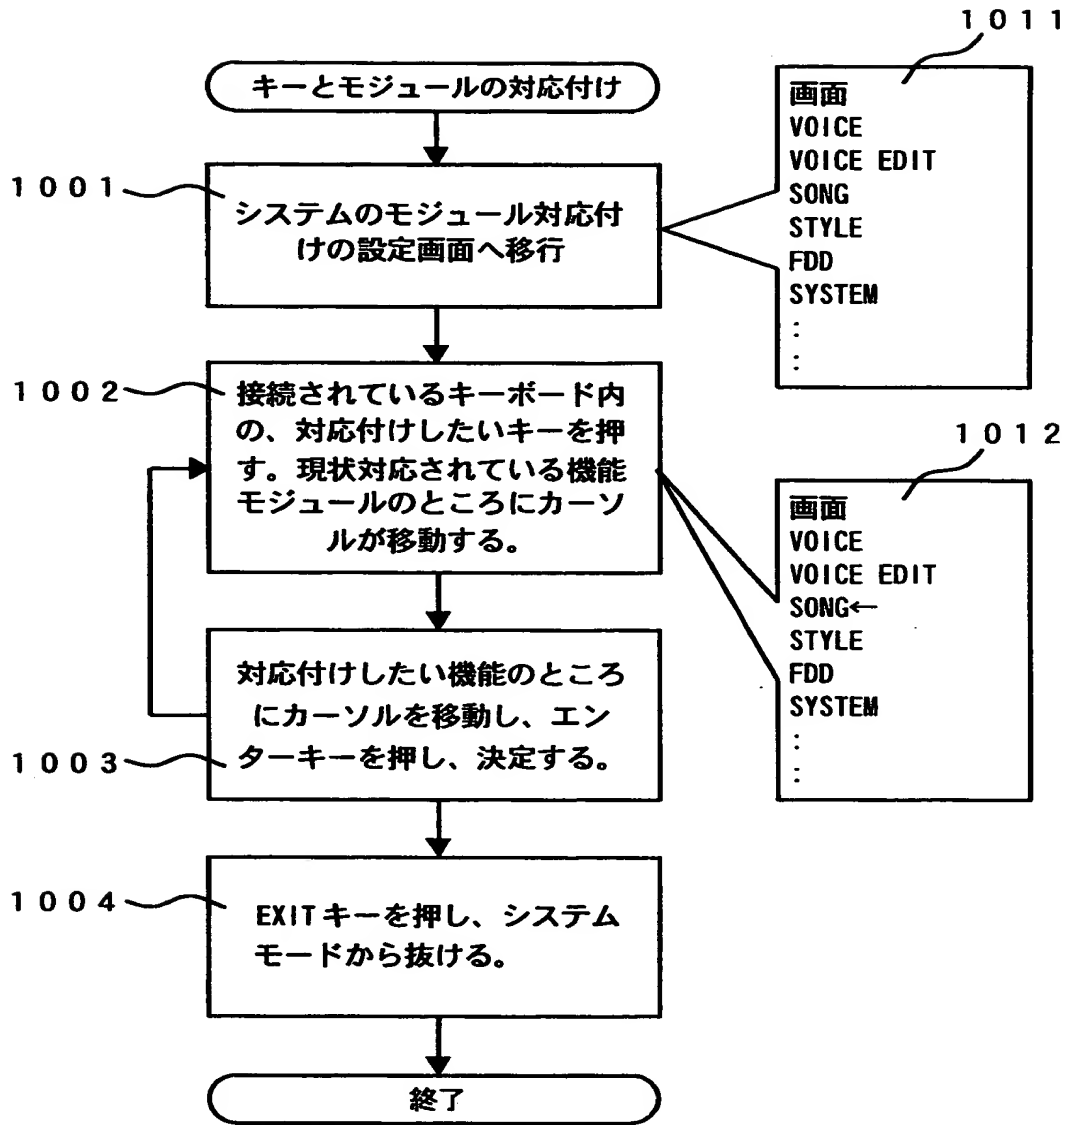 １０１１
キーとモジュールの対応付け
画面
VOICE
VOICE EDIT
SONG
STYLE
FDD
SYSTEM
:
:
１００１
システムのモジュール対応付
けの設定画面へ移行
１００２
接続されているキーボード内
の、対応付けしたいキーを押
す。現状対応されている機能
モジュールのところにカーソ
ルが移動する。
１０１２
画面
VOICE
VOICE EDIT
SONG←
STYLE
FDD
SYSTEM
:
:
対応付けしたい機能のところ
にカーソルを移動し、エン
ターキーを押し、決定する。
１００３
１００４
EXITキーを押し、システム
モードから抜ける。
終了